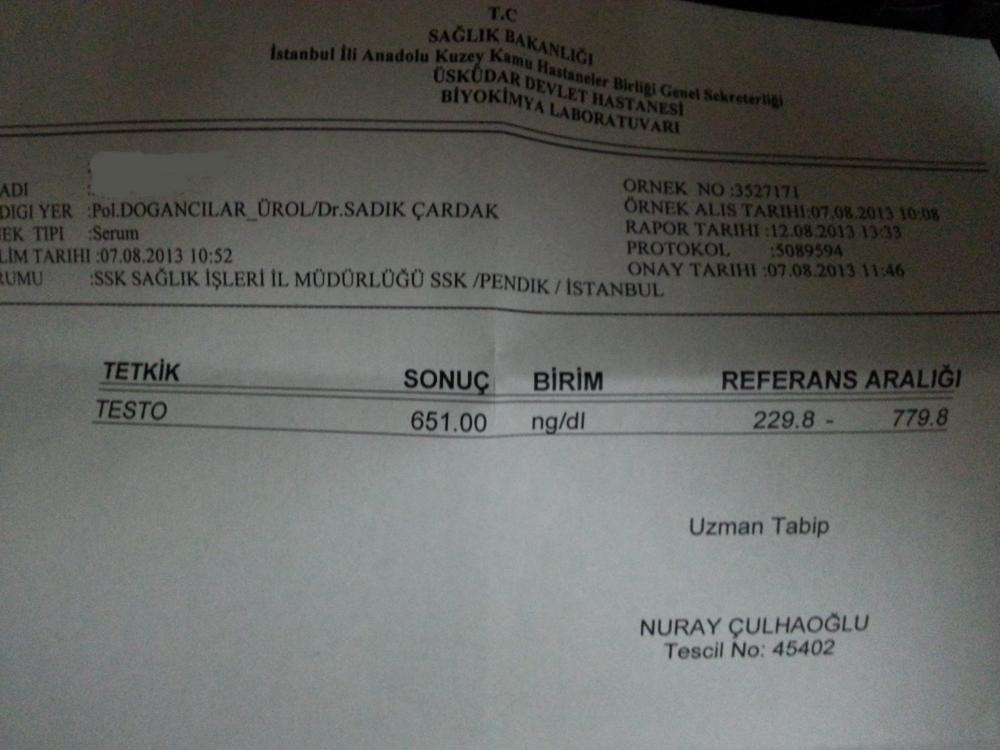 T.C
SAĞLIK BAKANLIĞI
İstanbul İli Anadolu Kuzey Kamu Hastaneler Birliği Genel Sekreterliği
ÜSKÜDAR DEVLET HASTANESİ
BİYOKİMYA LABORATUVARI
ADI :
DIGI YER :Pol.DOGANCILAR_ÜROL/Dr.SADIK ÇARDAK
EK TIPI :Serum
LİM TARIHI :07.08.2013 10:52
RUMU :SSK SAĞLIK İŞLERİ İL MÜDÜRLÜĞÜ SSK /PENDIK / İSTANBUL
ORNEK NO :3527171
ÖRNEK ALIS TARIHI:07.08.2013 10:08
RAPOR TARIHI :12.08.2013 13:33
PROTOKOL :5089594
ONAY TARIHI :07.08.2013 11:46
TETKİK SONUÇ BİRİM REFERANS ARALIĞI
TESTO 651.00 ng/dl 229.8 - 779.8
Uzman Tabip
NURAY ÇULHAOĞLU
Tescil No: 45402